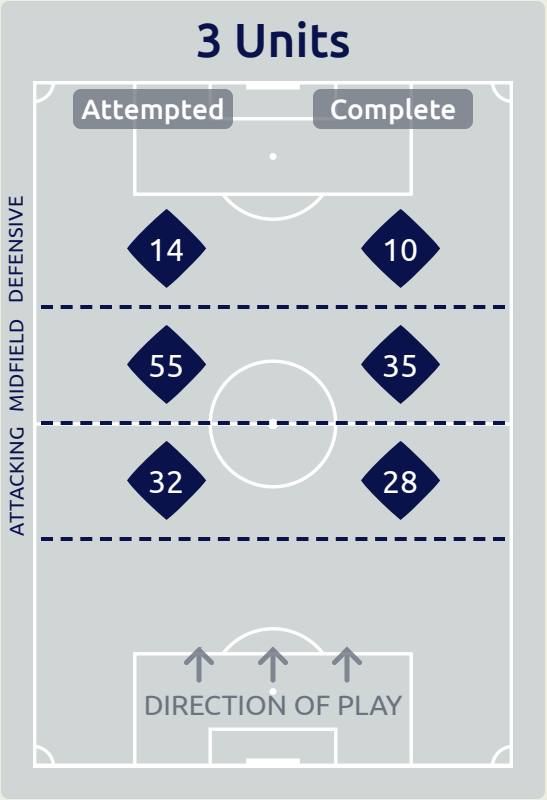 3 Units
Attempted Complete
DEFENSIVE
14 10
MIDFIELD
55 35
ATTACKING
32 28
DIRECTION OF PLAY